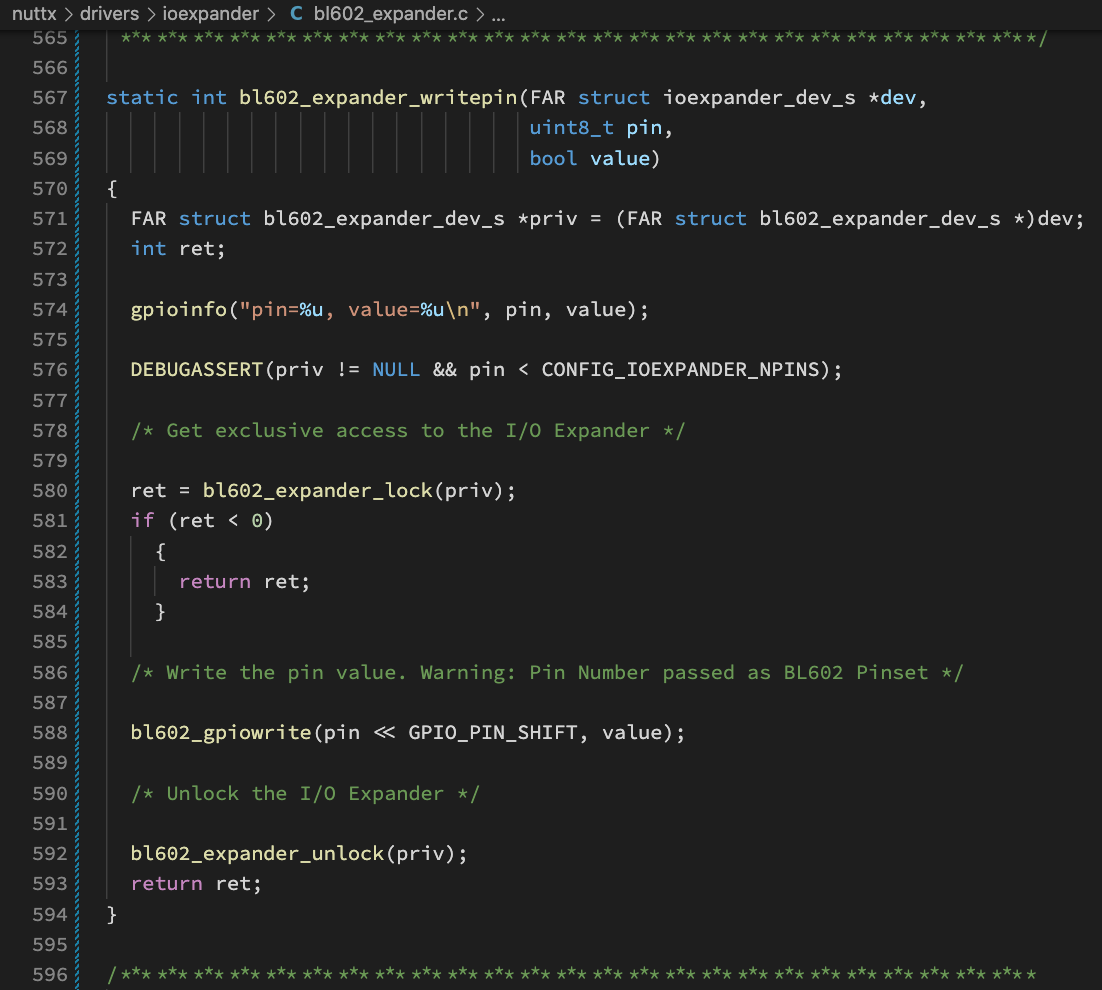 nuttx > drivers > ioexpander > C bl602_expander.c > ...
565 ****************************************************************************/
566
567 static int bl602_expander_writepin(FAR struct ioexpander_dev_s *dev,
568                                    uint8_t pin,
569                                    bool value)
570 {
571   FAR struct bl602_expander_dev_s *priv = (FAR struct bl602_expander_dev_s *)dev;
572   int ret;
573
574   gpioinfo("pin=%u, value=%u\n", pin, value);
575
576   DEBUGASSERT(priv != NULL && pin < CONFIG_IOEXPANDER_NPINS);
577
578   /* Get exclusive access to the I/O Expander */
579
580   ret = bl602_expander_lock(priv);
581   if (ret < 0)
582     {
583       return ret;
584     }
585
586   /* Write the pin value. Warning: Pin Number passed as BL602 Pinset */
587
588   bl602_gpiowrite(pin << GPIO_PIN_SHIFT, value);
589
590   /* Unlock the I/O Expander */
591
592   bl602_expander_unlock(priv);
593   return ret;
594 }
595
596 /****************************************************************************